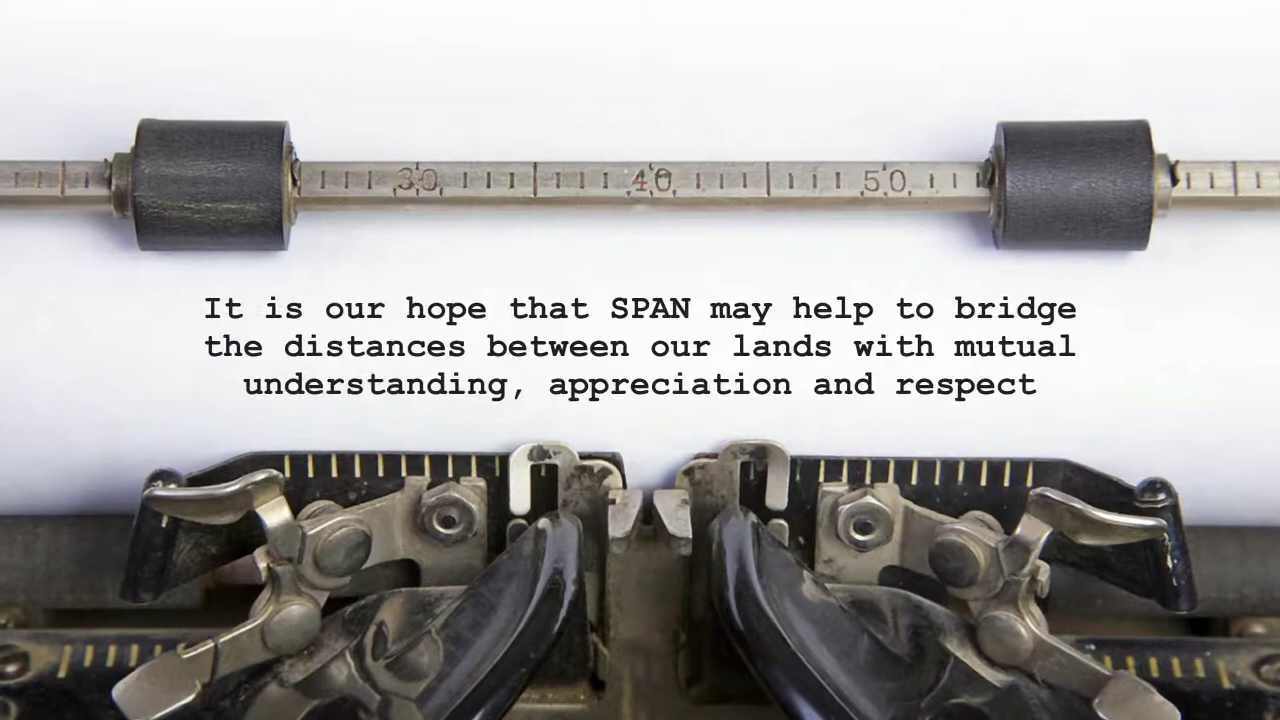 30 40 50
It is our hope that SPAN may help to bridge
the distances between our lands with mutual
understanding, appreciation and respect